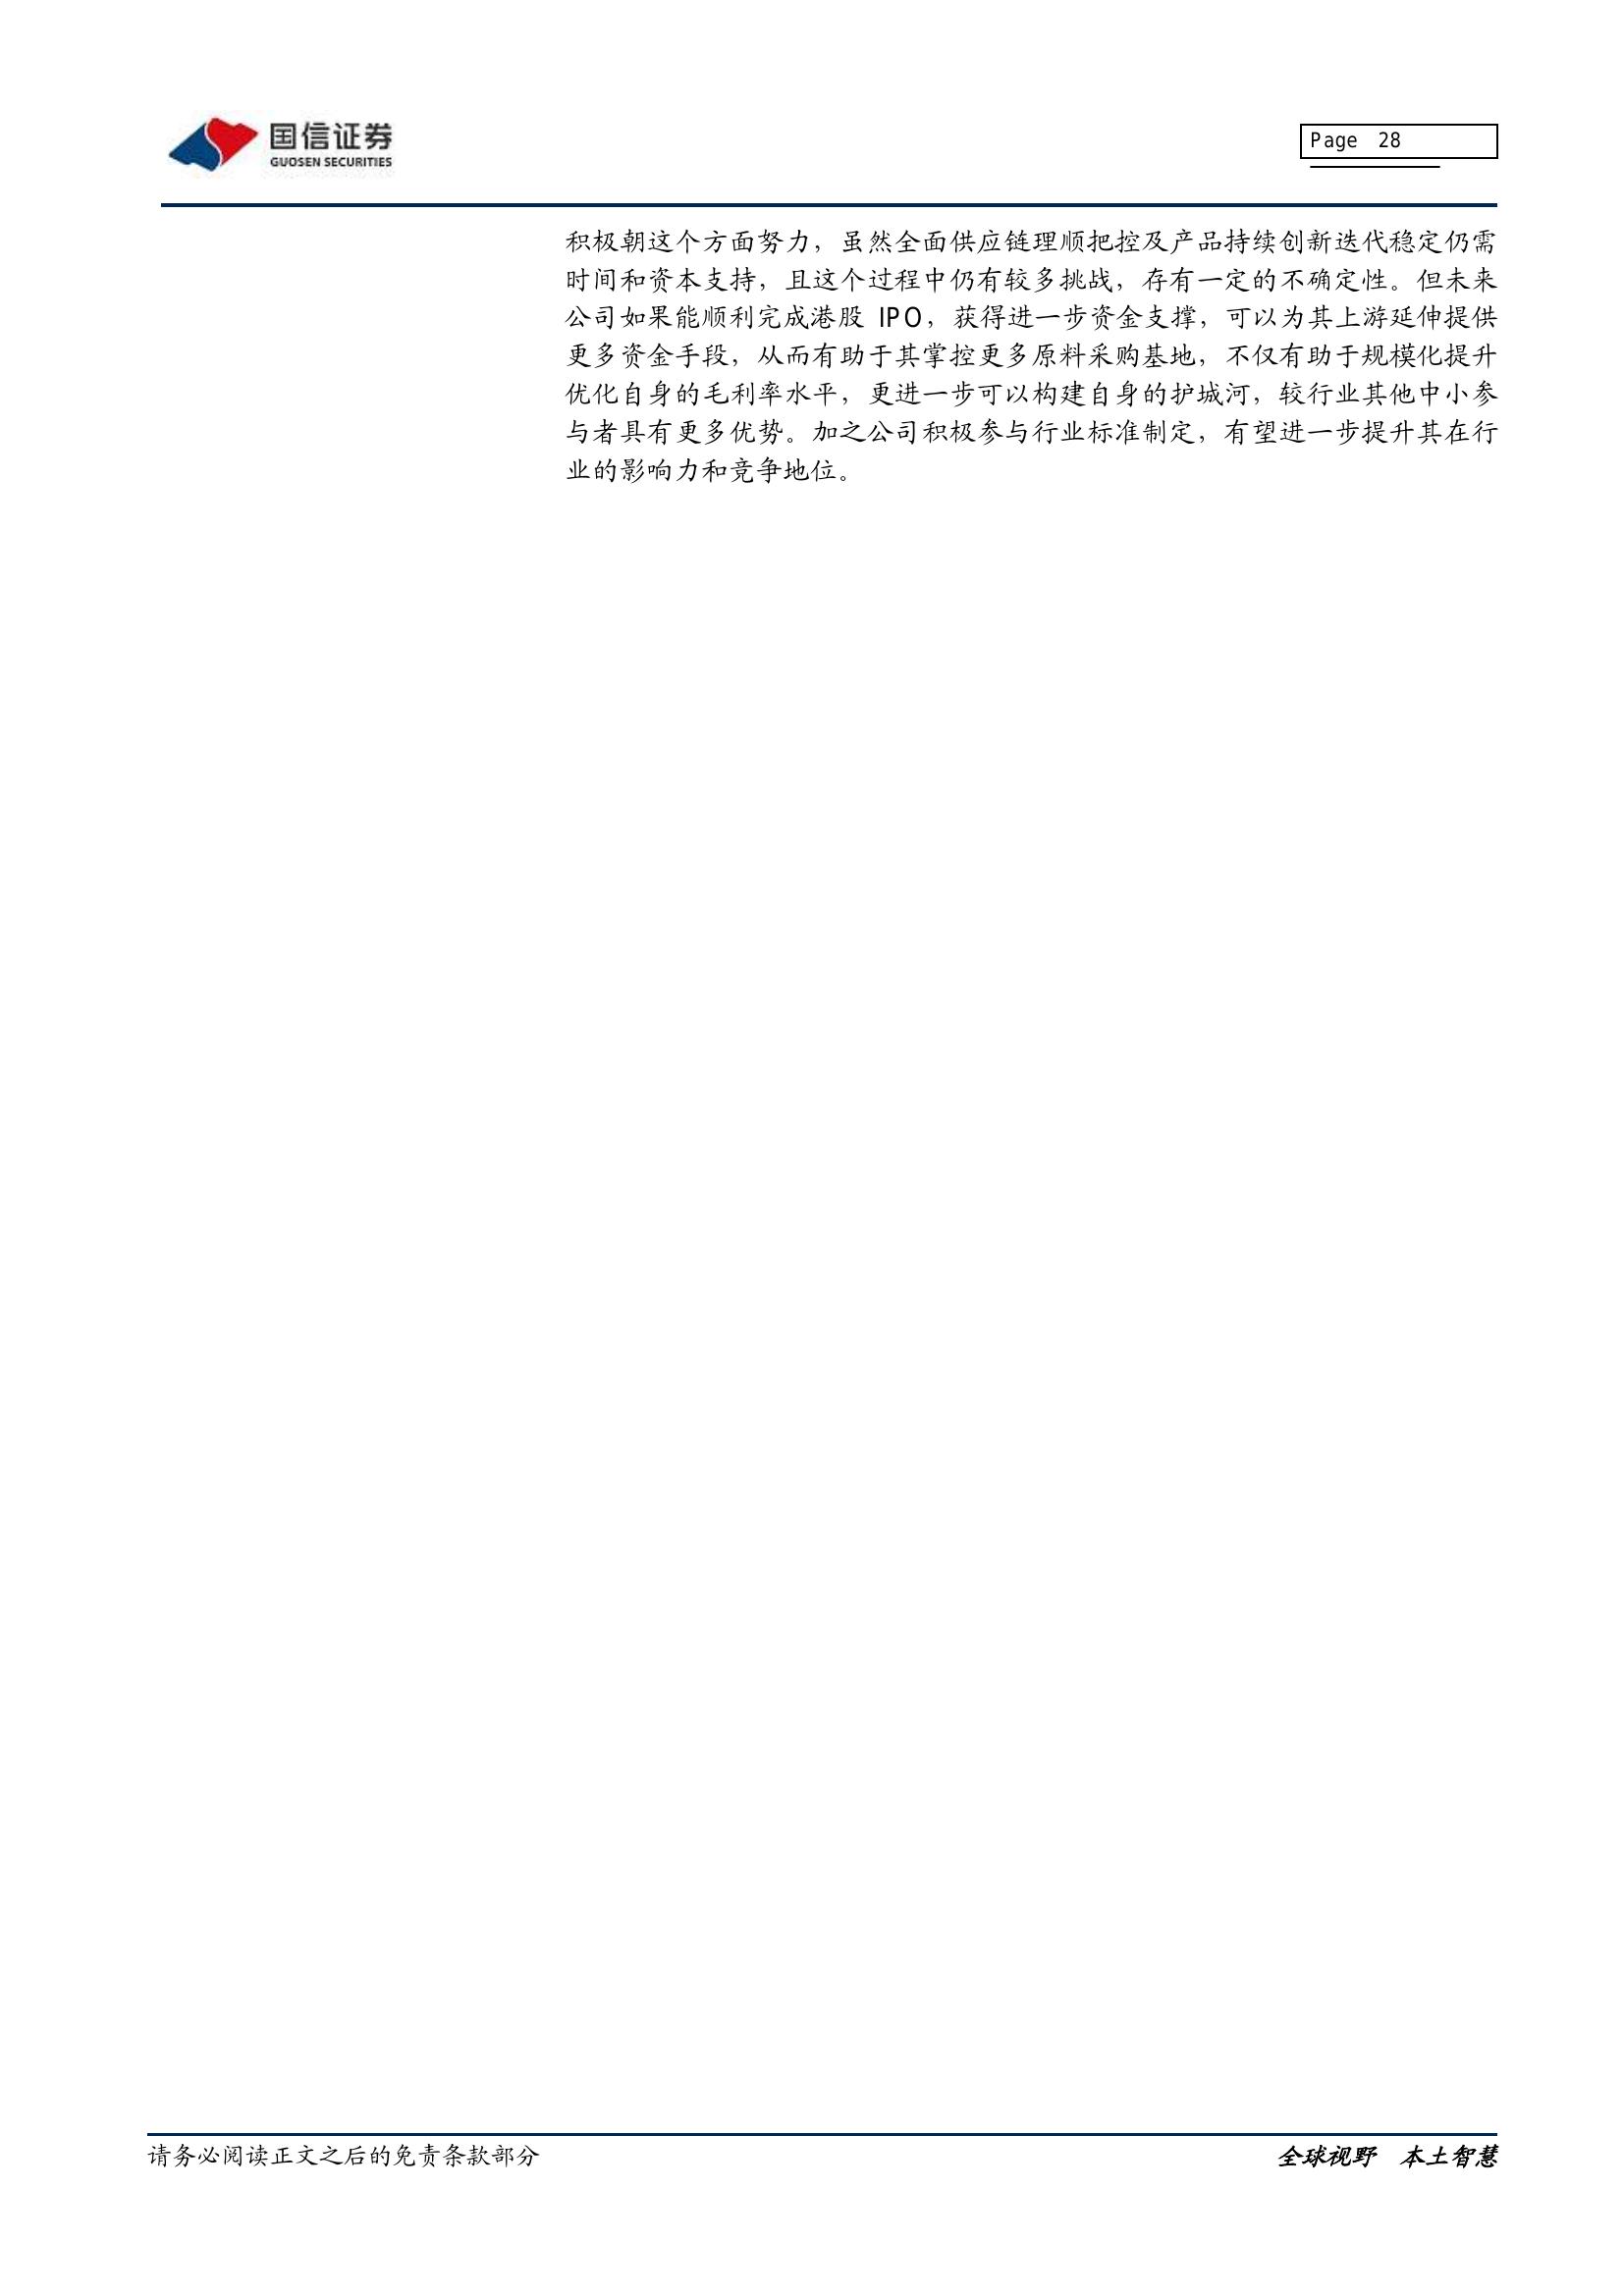 国信证券
GUOSEN SECURITIES
Page 28
积极朝这个方面努力，虽然全面供应链理顺把控及产品持续创新迭代稳定仍需
时间和资本支持，且这个过程中仍有较多挑战，存有一定的不确定性。但未来
公司如果能顺利完成港股 IPO，获得进一步资金支撑，可以为其上游延伸提供
更多资金手段，从而有助于其掌控更多原料采购基地，不仅有助于规模化提升
优化自身的毛利率水平，更进一步可以构建自身的护城河，较行业其他中小参
与者具有更多优势。加之公司积极参与行业标准制定，有望进一步提升其在行
业的影响力和竞争地位。
请务必阅读正文之后的免责条款部分
全球视野 本土智慧